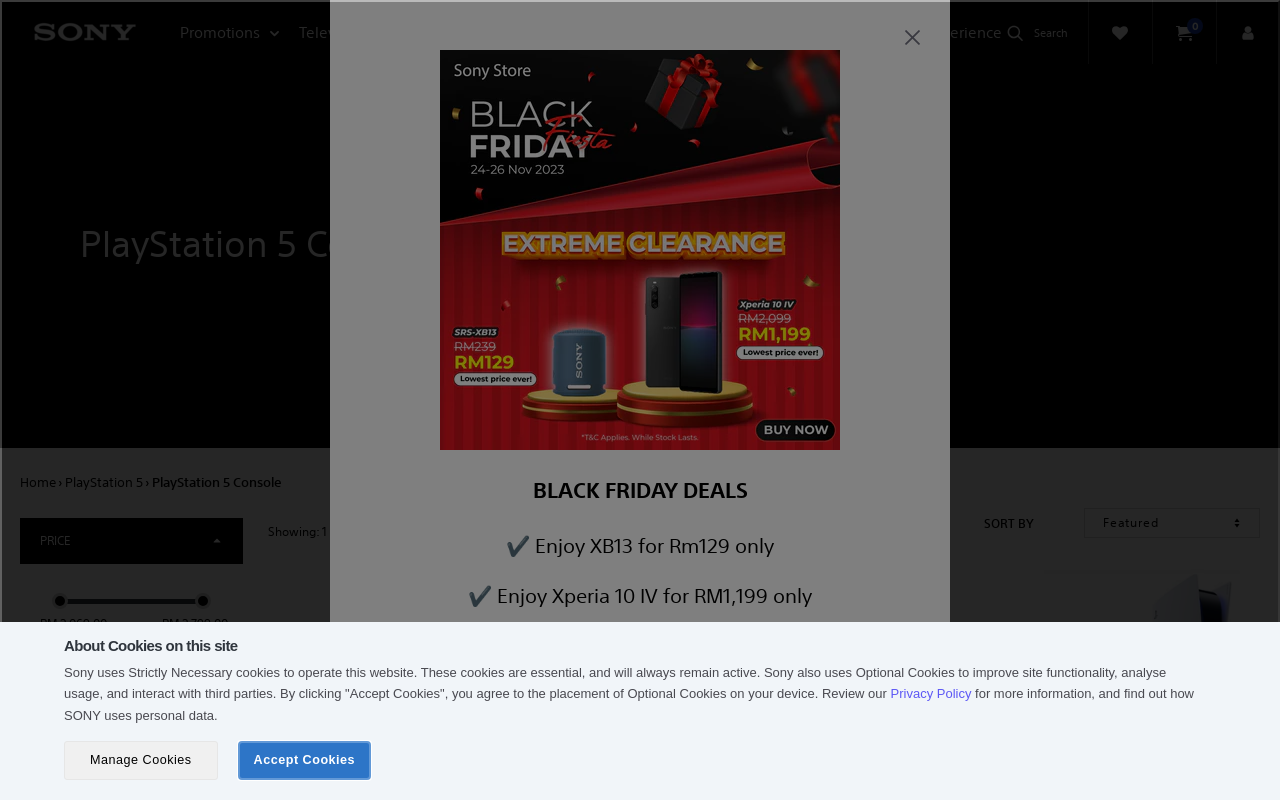 SONY
Promotions
erience
Search
0
Sony Store
BLACK
FRIDAY
Fiesta
24-26 Nov 2023
PlayStation 5 Co
EXTREME CLEARANCE
Xperia 10 IV
RM2,099
RM1,199
Lowest price ever!
SRS-XB13
RM239
RM129
Lowest price ever!
SONY
BUY NOW
*T&C Applies. While Stock Lasts.
Home › PlayStation 5 › PlayStation 5 Console
BLACK FRIDAY DEALS
PRICE
Showing: 1
SORT BY
Featured
✔️ Enjoy XB13 for Rm129 only
✔️ Enjoy Xperia 10 IV for RM1,199 only
About Cookies on this site
Sony uses Strictly Necessary cookies to operate this website. These cookies are essential, and will always remain active. Sony also uses Optional Cookies to improve site functionality, analyse
usage, and interact with third parties. By clicking "Accept Cookies", you agree to the placement of Optional Cookies on your device. Review our Privacy Policy for more information, and find out how
SONY uses personal data.
Manage Cookies
Accept Cookies